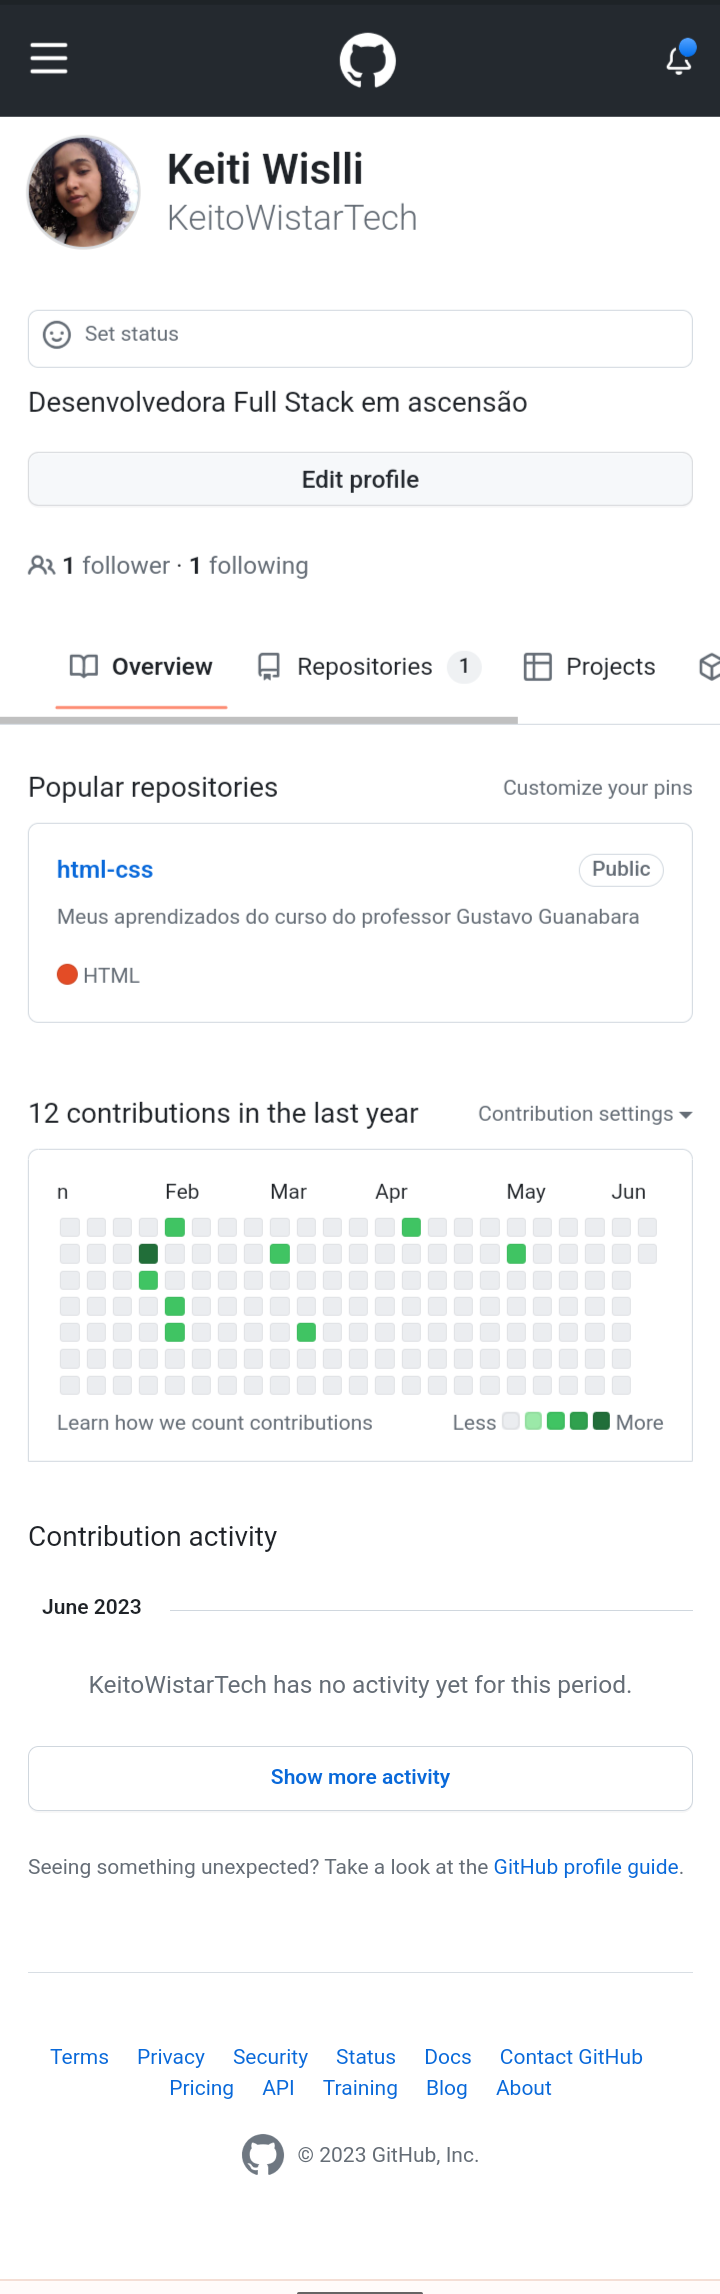 Keiti Wislli
KeitoWistarTech
Set status
Desenvolvedora Full Stack em ascensão
Edit profile
1 follower · 1 following
Overview Repositories 1 Projects
Popular repositories Customize your pins
html-css Public
Meus aprendizados do curso do professor Gustavo Guanabara
HTML
12 contributions in the last year Contribution settings
n Feb Mar Apr May Jun
Learn how we count contributions Less More
Contribution activity
June 2023
KeitoWistarTech has no activity yet for this period.
Show more activity
Seeing something unexpected? Take a look at the GitHub profile guide.
Terms Privacy Security Status Docs Contact GitHub
Pricing API Training Blog About
© 2023 GitHub, Inc.